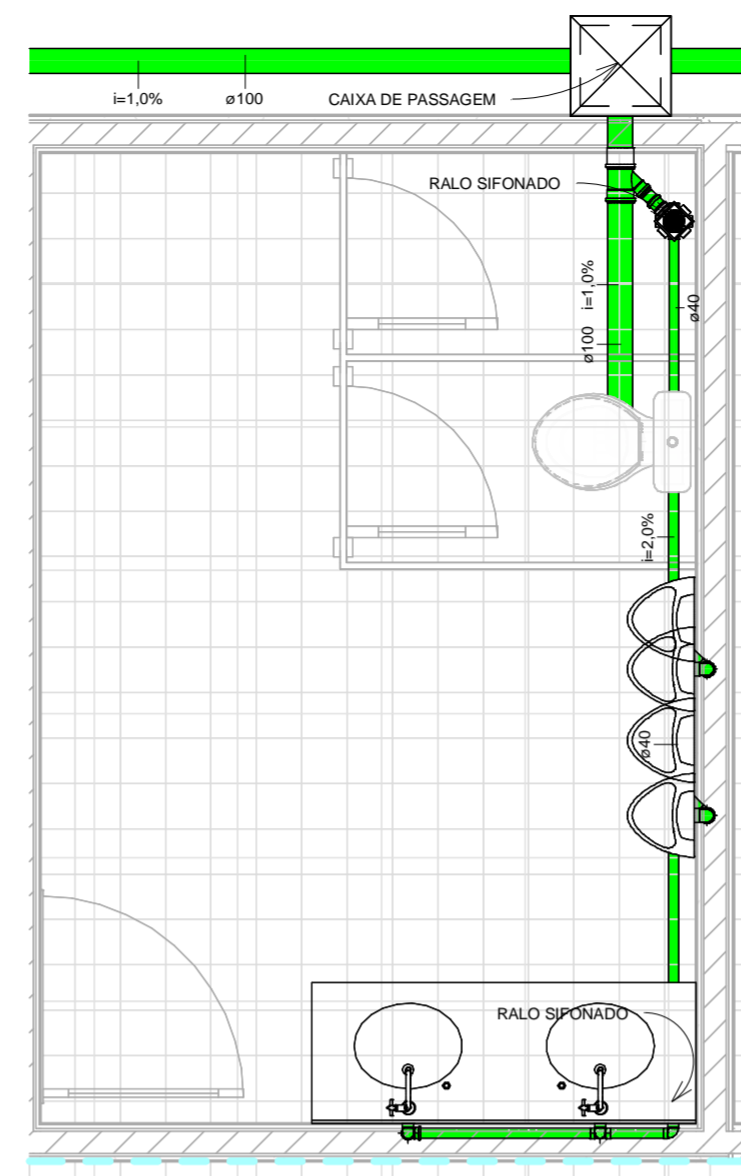 i=1,0%
ø100
CAIXA DE PASSAGEM
RALO SIFONADO
i=1,0%
ø100
ø40
i=2,0%
ø40
RALO SIFONADO